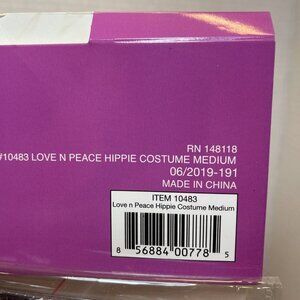 RN 148118
#10483 LOVE N PEACE HIPPIE COSTUME MEDIUM
06/2019-191
MADE IN CHINA
ITEM 10483
Love n Peace Hippie Costume Medium
8 56884 00778 5